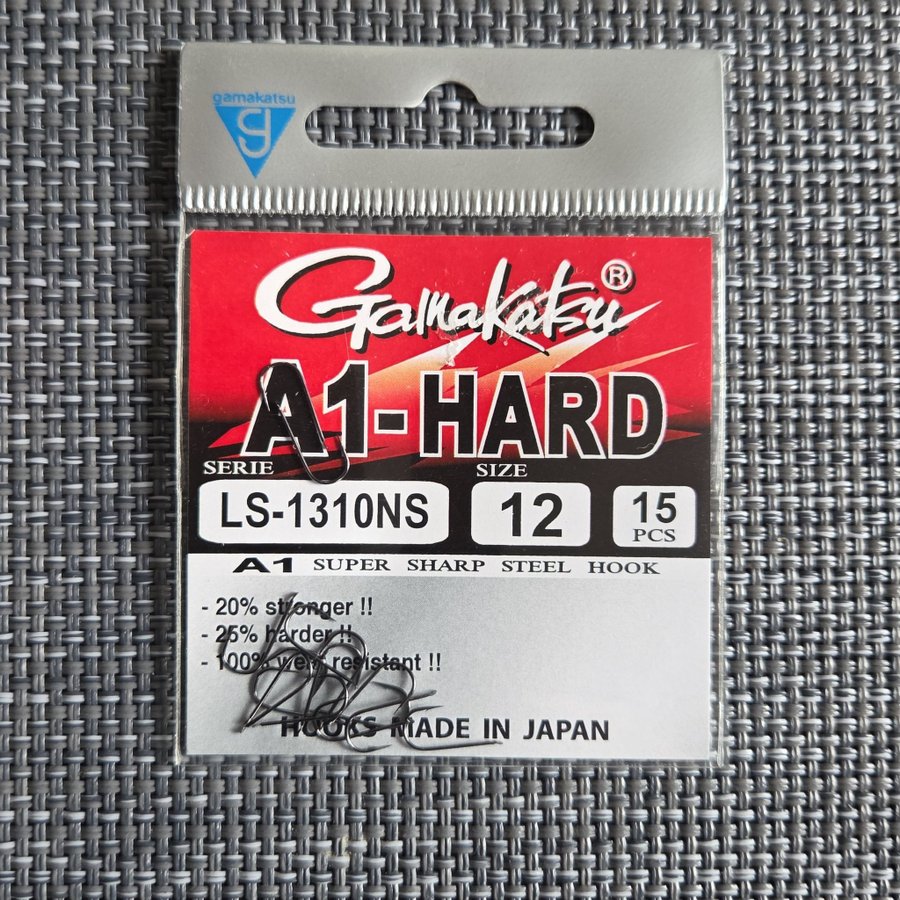 gamakatsu
g
Gamakatsu®
A1-HARD
SERIE SIZE
LS-1310NS 12 15 PCS
A1 SUPER SHARP STEEL HOOK
- 20% stronger !!
- 25% harder !!
- 100% wear resistant !!
HOOKS MADE IN JAPAN